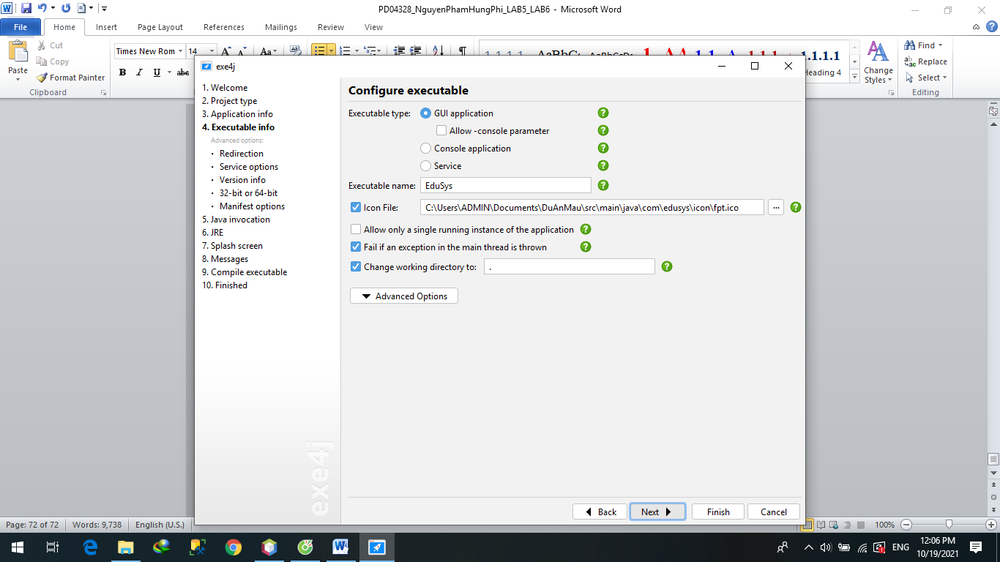 PD04328_NguyenPhamHungPhi_LAB5_LAB6 - Microsoft Word
File Home Insert Page Layout References Mailings Review View
Paste
Cut
Copy
Format Painter
Clipboard
Times New Rom 14
B I U abc
Heading 4
Change Styles
Find
Replace
Select
Editing
exe4j
1. Welcome
2. Project type
3. Application info
4. Executable info
Advanced options:
• Redirection
• Service options
• Version info
• 32-bit or 64-bit
• Manifest options
5. Java invocation
6. JRE
7. Splash screen
8. Messages
9. Compile executable
10. Finished
exe4j
Configure executable
Executable type: GUI application
Allow -console parameter
Console application
Service
Executable name: EduSys
Icon File: C:\Users\ADMIN\Documents\DuAnMau\src\main\java\com\edusys\icon\fpt.ico ...
Allow only a single running instance of the application
Fail if an exception in the main thread is thrown
Change working directory to: .
Advanced Options
Back Next Finish Cancel
Page: 72 of 72 Words: 9,738 English (U.S.) 100%
ENG
12:06 PM
10/19/2021